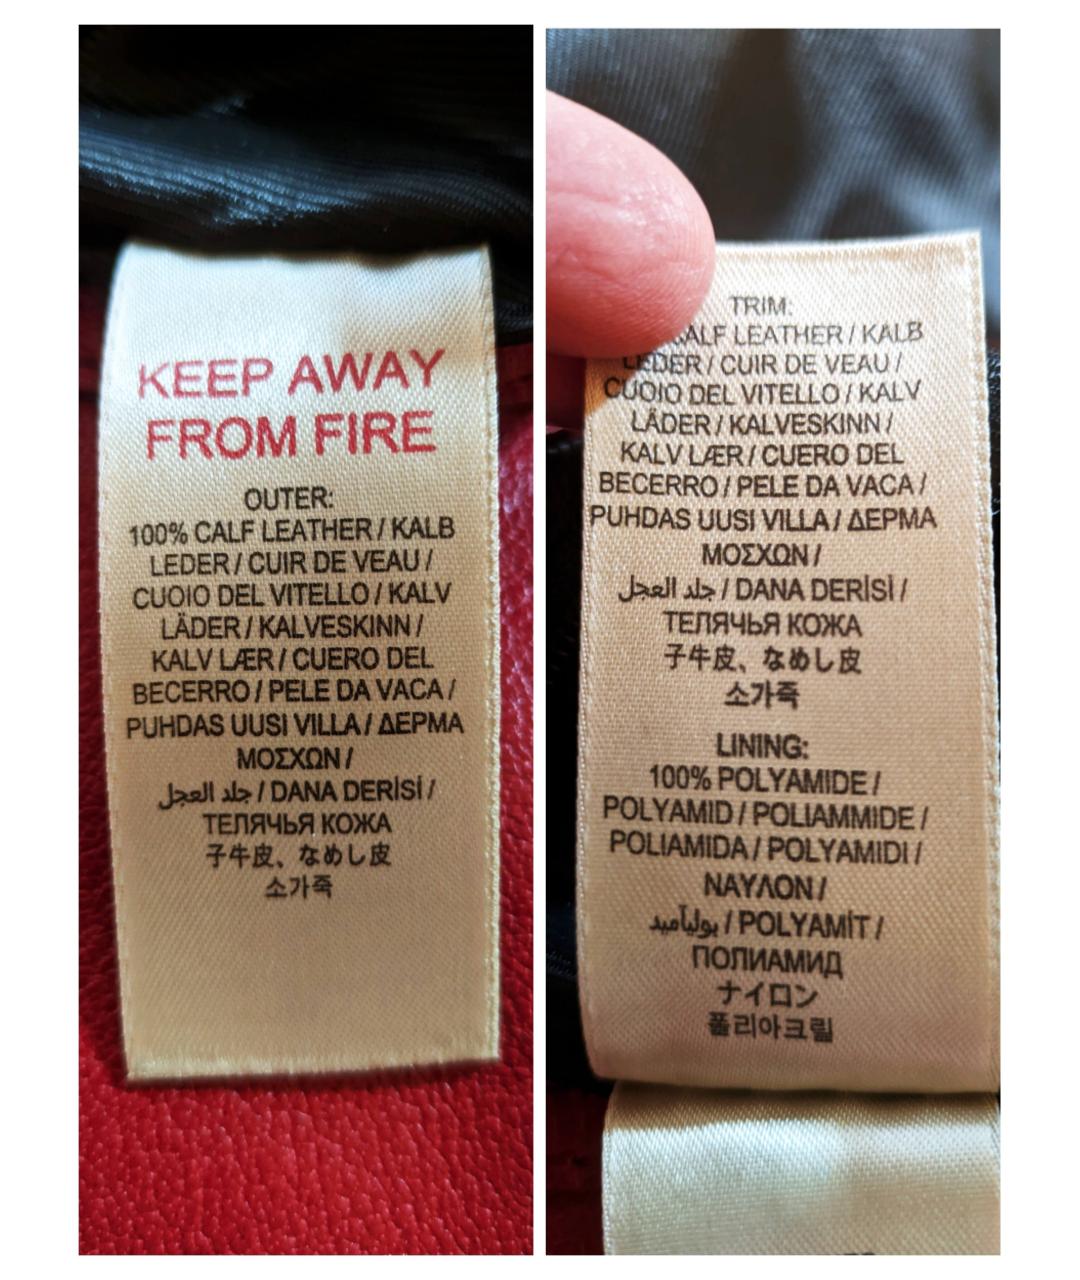 KEEP AWAY
FROM FIRE
OUTER:
100% CALF LEATHER / KALB
LEDER / CUIR DE VEAU /
CUOIO DEL VITELLO / KALV
LÄDER / KALVESKINN /
KALV LÆR / CUERO DEL
BECERRO / PELE DA VACA /
PUHDAS UUSI VILLA / ΔΕΡΜΑ
ΜΟΣΧΩΝ /
جلد العجل / DANA DERİSİ /
ТЕЛЯЧЬЯ КОЖА
子牛皮、なめし皮
소가죽
TRIM:
CALF LEATHER / KALB
LEDER / CUIR DE VEAU /
CUOIO DEL VITELLO / KALV
LÄDER / KALVESKINN /
KALV LÆR / CUERO DEL
BECERRO / PELE DA VACA /
PUHDAS UUSI VILLA / ΔΕΡΜΑ
ΜΟΣΧΩΝ /
جلد العجل / DANA DERİSİ /
ТЕЛЯЧЬЯ КОЖА
子牛皮、なめし皮
소가죽
LINING:
100% POLYAMIDE /
POLYAMID / POLIAMMIDE /
POLIAMIDA / POLYAMIDI /
ΝΑΥΛΟΝ /
بوليآميد / POLYAMİT /
ПОЛИАМИД
ナイロン
폴리아크릴